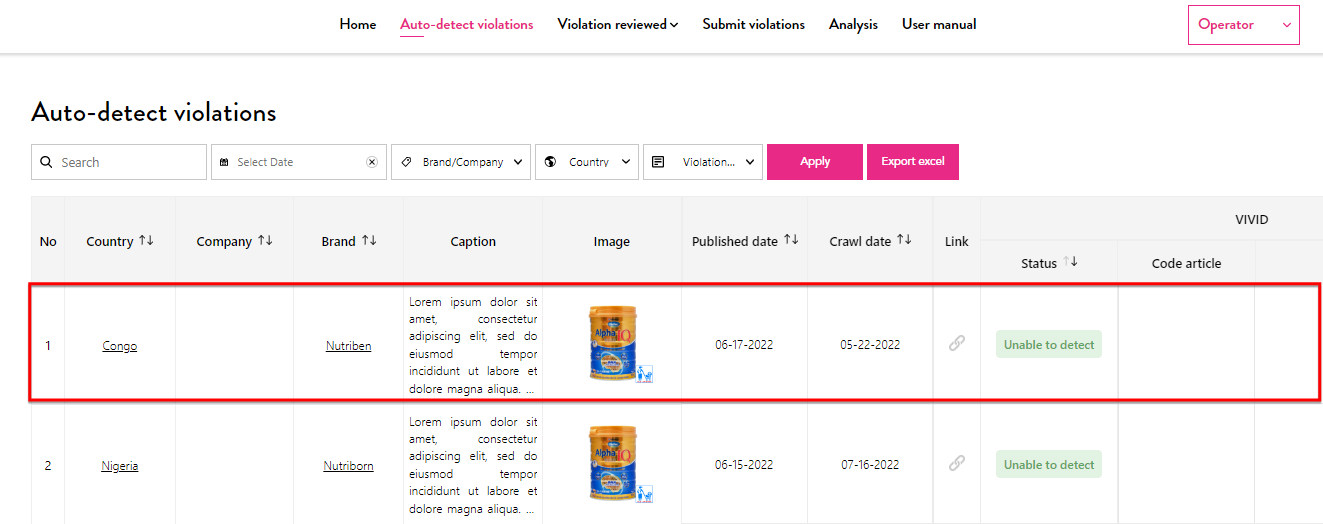 Home Auto-detect violations Violation reviewed Submit violations Analysis User manual Operator
Auto-detect violations
Search Select Date Brand/Company Country Violation... Apply Export excel
No Country Company Brand Caption Image Published date Crawl date Link VIVID
Status Code article
1 Congo Nutriben 06-17-2022 05-22-2022 Unable to detect
Lorem ipsum dolor sit
amet, consectetur
adipiscing elit, sed do
eiusmod tempor
incididunt ut labore et
dolore magna aliqua. ...
Alpha
IQ
2 Nigeria Nutriborn 06-15-2022 07-16-2022 Unable to detect
Lorem ipsum dolor sit
amet, consectetur
adipiscing elit, sed do
eiusmod tempor
incididunt ut labore et
dolore magna aliqua. ...
Alpha
IQ